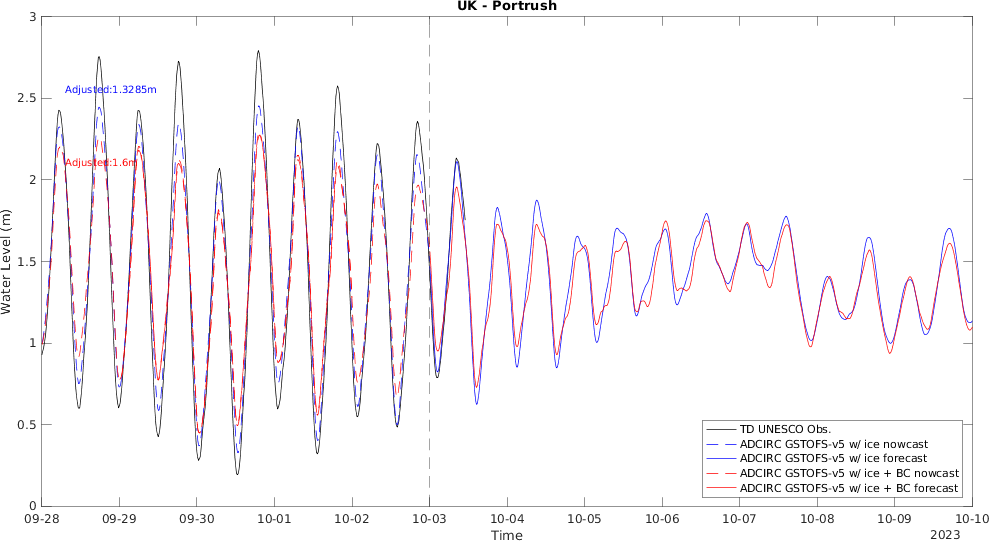 UK - Portrush
3
2.5
2
1.5
1
0.5
0
Water Level (m)
Adjusted:1.3285m
Adjusted:1.6m
TD UNESCO Obs.
ADCIRC GSTOFS-v5 w/ ice nowcast
ADCIRC GSTOFS-v5 w/ ice forecast
ADCIRC GSTOFS-v5 w/ ice + BC nowcast
ADCIRC GSTOFS-v5 w/ ice + BC forecast
09-28 09-29 09-30 10-01 10-02 10-03 10-04 10-05 10-06 10-07 10-08 10-09 10-10
Time
2023